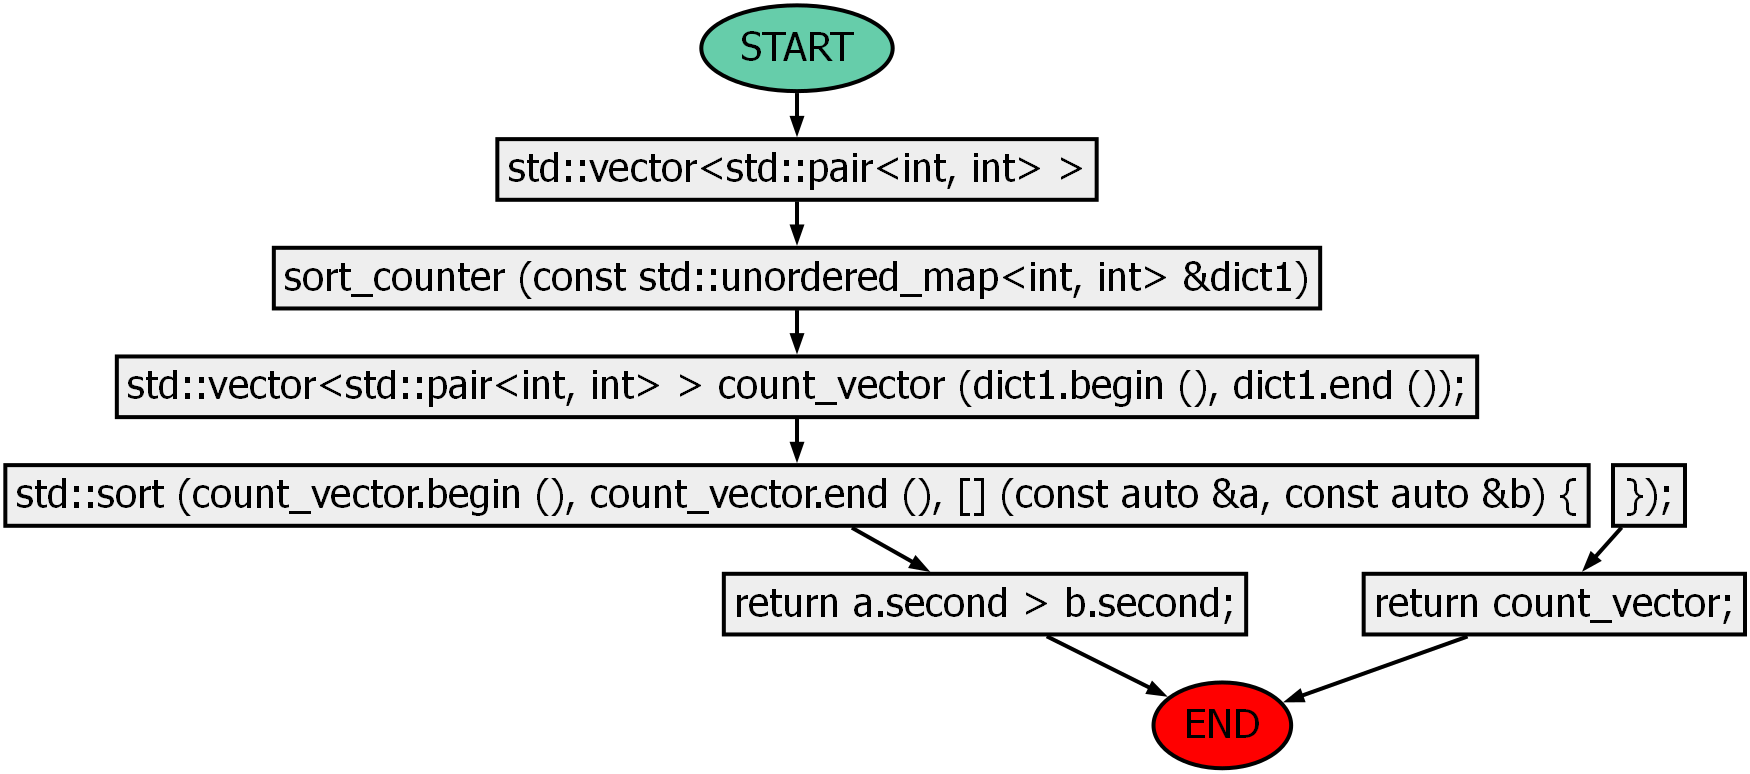 START
std::vector<std::pair<int, int> >
sort_counter (const std::unordered_map<int, int> &dict1)
std::vector<std::pair<int, int> > count_vector (dict1.begin (), dict1.end ());
std::sort (count_vector.begin (), count_vector.end (), [] (const auto &a, const auto &b) {
});
return a.second > b.second;
return count_vector;
END